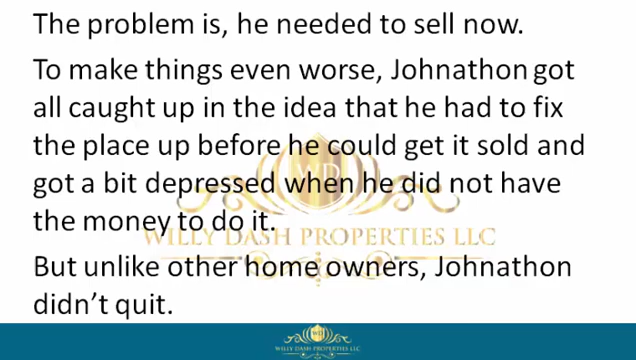 The problem is, he needed to sell now.
To make things even worse, Johnathon got
all caught up in the idea that he had to fix
the place up before he could get it sold and
got a bit depressed when he did not have
the money to do it.
WILLY DASH PROPERTIES LLC
But unlike other home owners, Johnathon
didn’t quit.
WILLY DASH PROPERTIES LLC